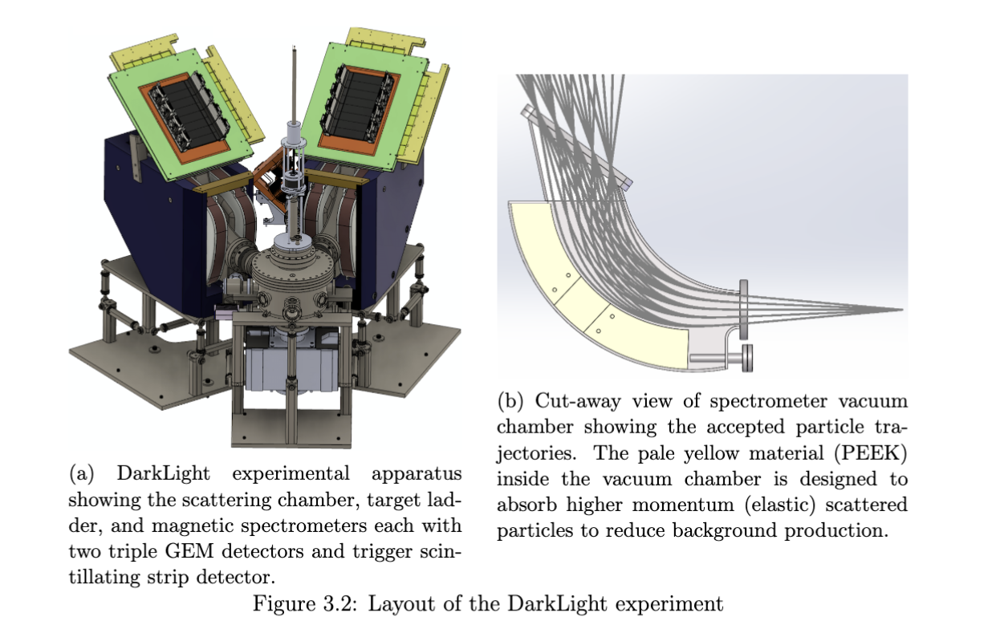 (a) DarkLight experimental apparatus
showing the scattering chamber, target lad-
der, and magnetic spectrometers each with
two triple GEM detectors and trigger scin-
tillating strip detector.
(b) Cut-away view of spectrometer vacuum
chamber showing the accepted particle tra-
jectories. The pale yellow material (PEEK)
inside the vacuum chamber is designed to
absorb higher momentum (elastic) scattered
particles to reduce background production.
Figure 3.2: Layout of the DarkLight experiment